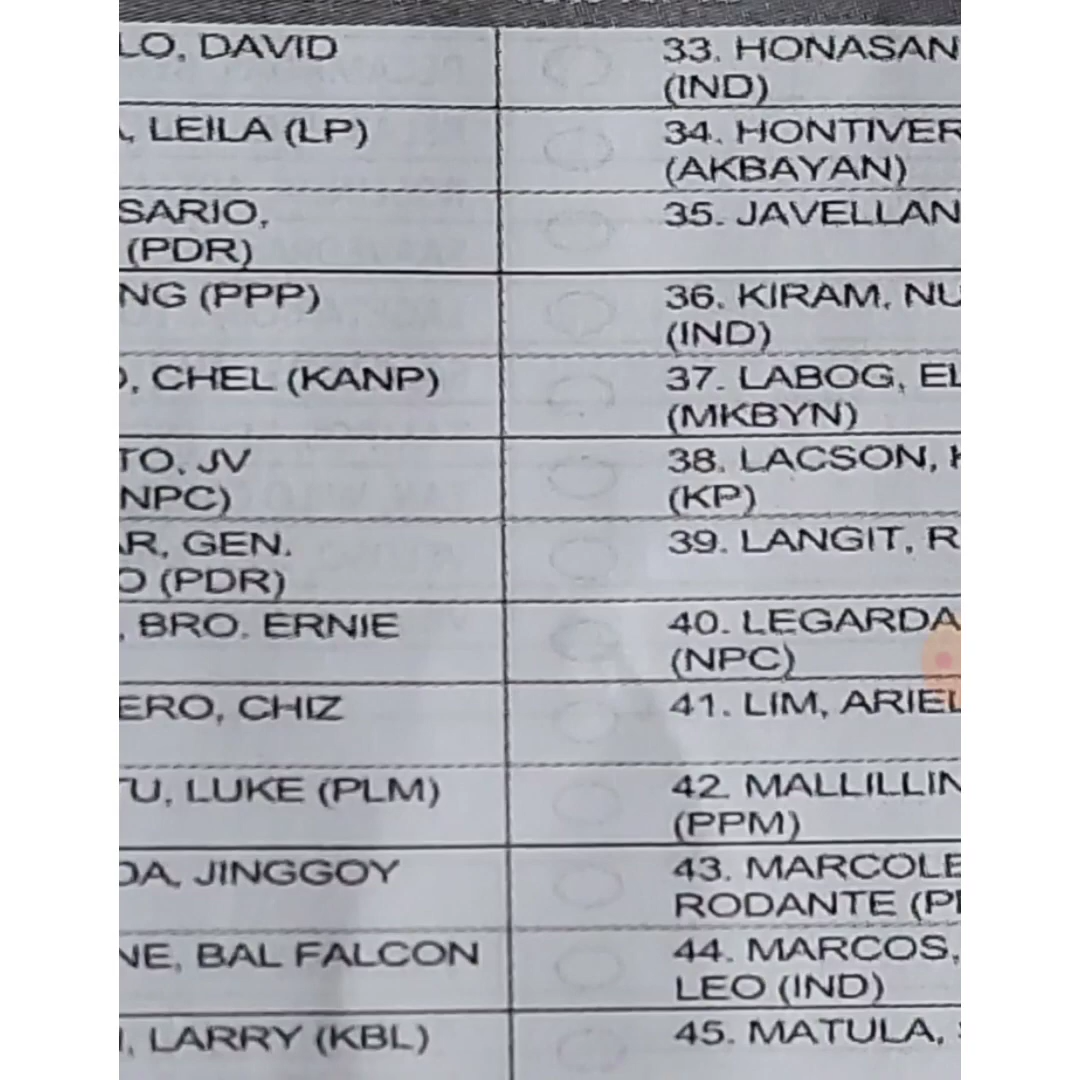 LO, DAVID
, LEILA (LP)
SARIO,
(PDR)
NG (PPP)
, CHEL (KANP)
TO, JV
NPC)
R, GEN.
O (PDR)
, BRO. ERNIE
ERO, CHIZ
U, LUKE (PLM)
DA, JINGGOY
NE, BAL FALCON
, LARRY (KBL)
33. HONASAN
(IND)
34. HONTIVER
(AKBAYAN)
35. JAVELLAN
36. KIRAM, NU
(IND)
37. LABOG, EL
(MKBYN)
38. LACSON,
(KP)
39. LANGIT, R
40. LEGARDA
(NPC)
41. LIM, ARIEL
42. MALLILLIN
(PPM)
43. MARCOLE
RODANTE (P
44. MARCOS,
LEO (IND)
45. MATULA,